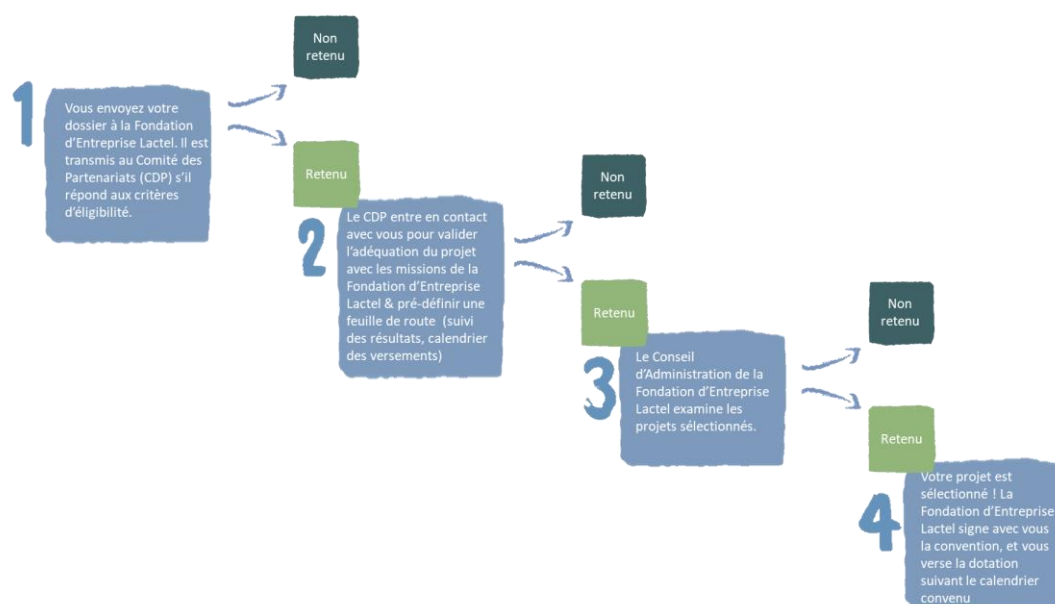 Non
retenu
1
Vous envoyez votre
dossier à la Fondation
d'Entreprise Lactel. Il est
transmis au Comité des
Partenariats (CDP) s'il
répond aux critères
d'éligibilité.
Retenu
2
Le CDP entre en contact
avec vous pour valider
l'adéquation du projet
avec les missions de la
Fondation d'Entreprise
Lactel & pré-définir une
feuille de route (suivi
des résultats, calendrier
des versements)
Non
retenu
Retenu
3
Le Conseil
d'Administration de la
Fondation d'Entreprise
Lactel examine les
projets sélectionnés.
Non
retenu
Retenu
4
Votre projet est
sélectionné ! La
Fondation d'Entreprise
Lactel signe avec vous
la convention, et vous
verse la dotation
suivant le calendrier
convenu